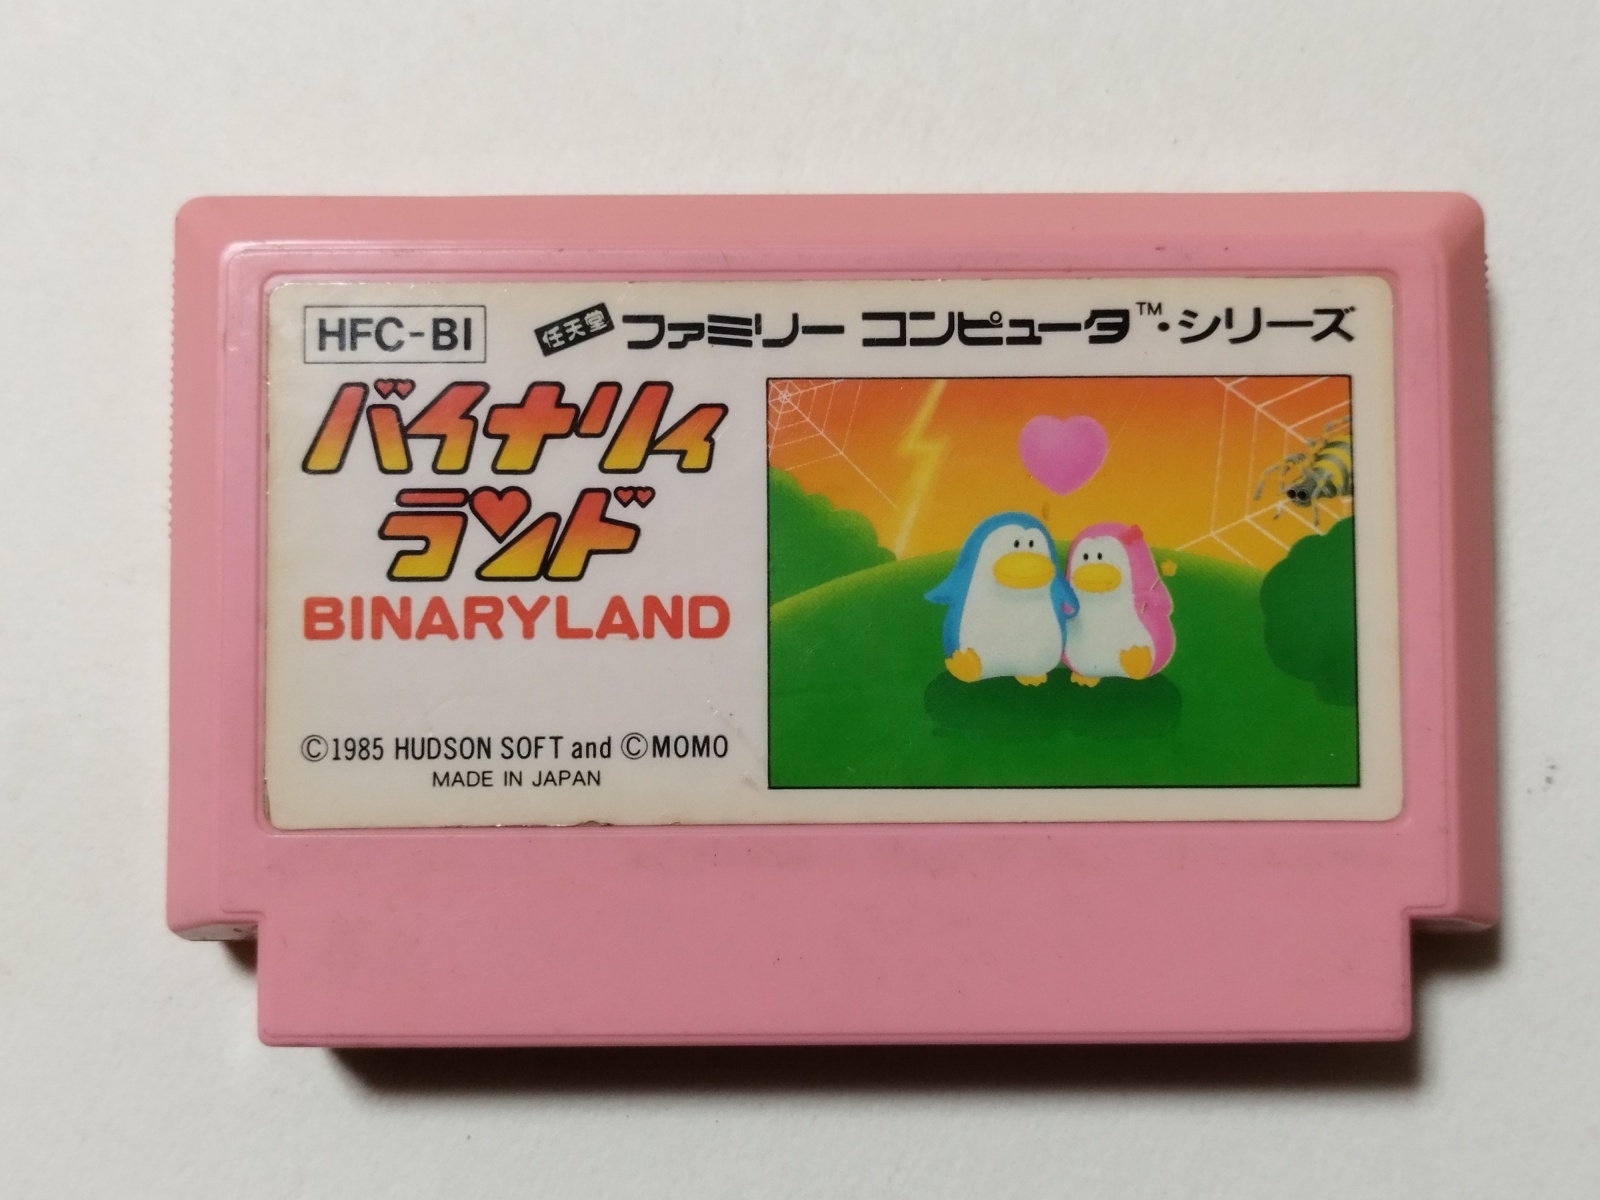 HFC-BI
任天堂 ファミリー コンピュータ™・シリーズ
バイナリィ
ランド
BINARYLAND
©1985 HUDSON SOFT and ©MOMO
MADE IN JAPAN